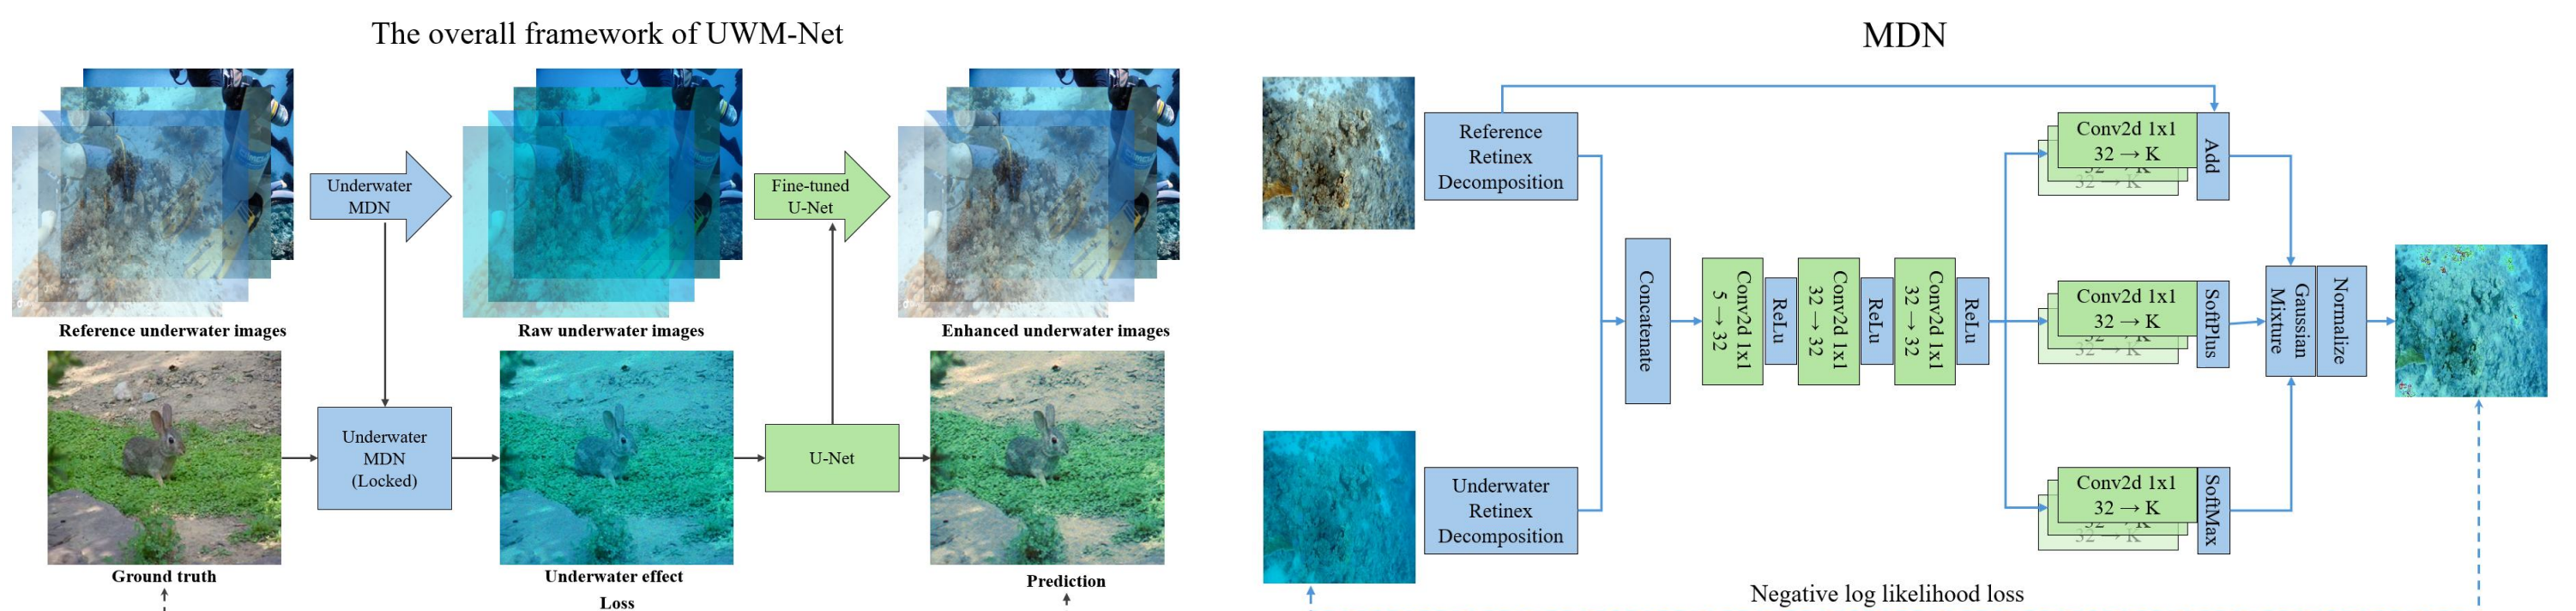 The overall framework of UWM-Net
Underwater
MDN
Fine-tuned
U-Net
Reference underwater images
Raw underwater images
Enhanced underwater images
Underwater
MDN
(Locked)
U-Net
Ground truth
Underwater effect
Prediction
Loss
MDN
Reference
Retinex
Decomposition
Underwater
Retinex
Decomposition
Concatenate
Conv2d 1x1
5 → 32
ReLu
Conv2d 1x1
32 → 32
ReLu
Conv2d 1x1
32 → 32
ReLu
Conv2d 1x1
32 → K
32 → K
Add
Conv2d 1x1
32 → K
32 → K
SoftPlus
Conv2d 1x1
32 → K
32 → K
SoftMax
Gaussian
Mixture
Normalize
Negative log likelihood loss